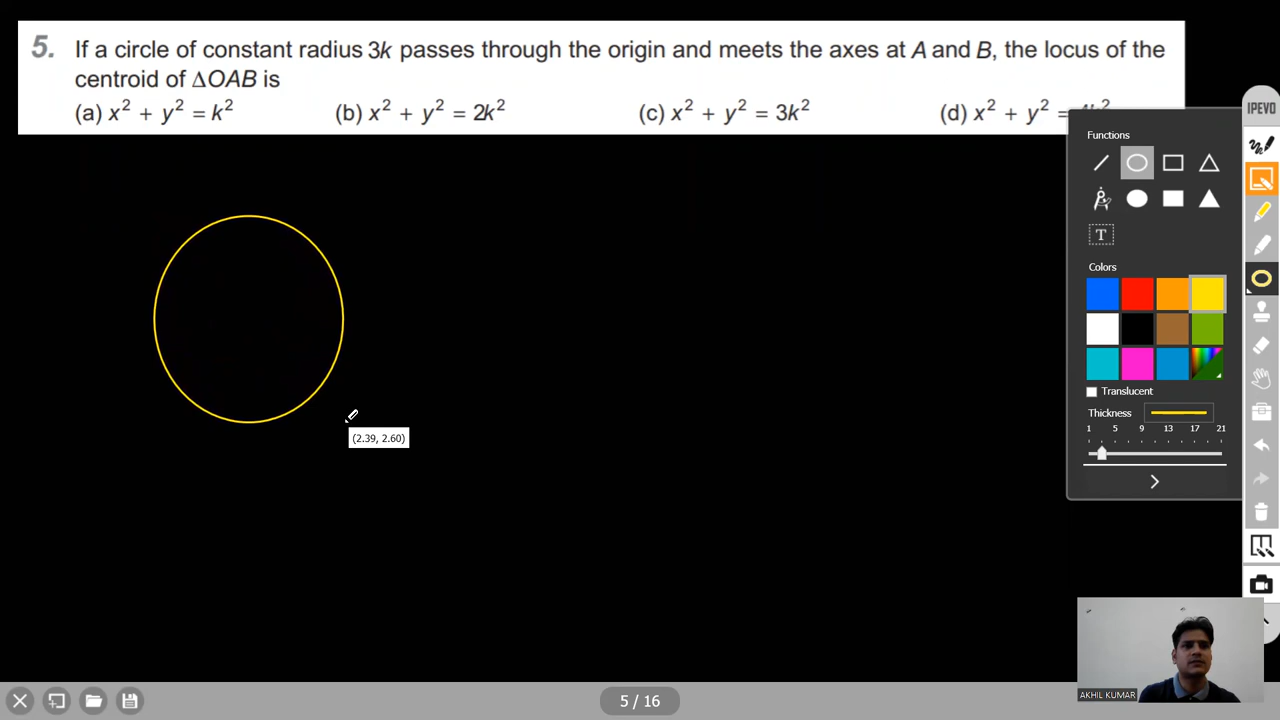 5. If a circle of constant radius 3k passes through the origin and meets the axes at A and B, the locus of the
centroid of ΔOAB is
(a) x² + y² = k² (b) x² + y² = 2k² (c) x² + y² = 3k² (d) x² + y² =
IPEVO
Functions
T
Colors
Translucent
Thickness
1 5 9 13 17 21
(2.39, 2.60)
AKHIL KUMAR
5 / 16